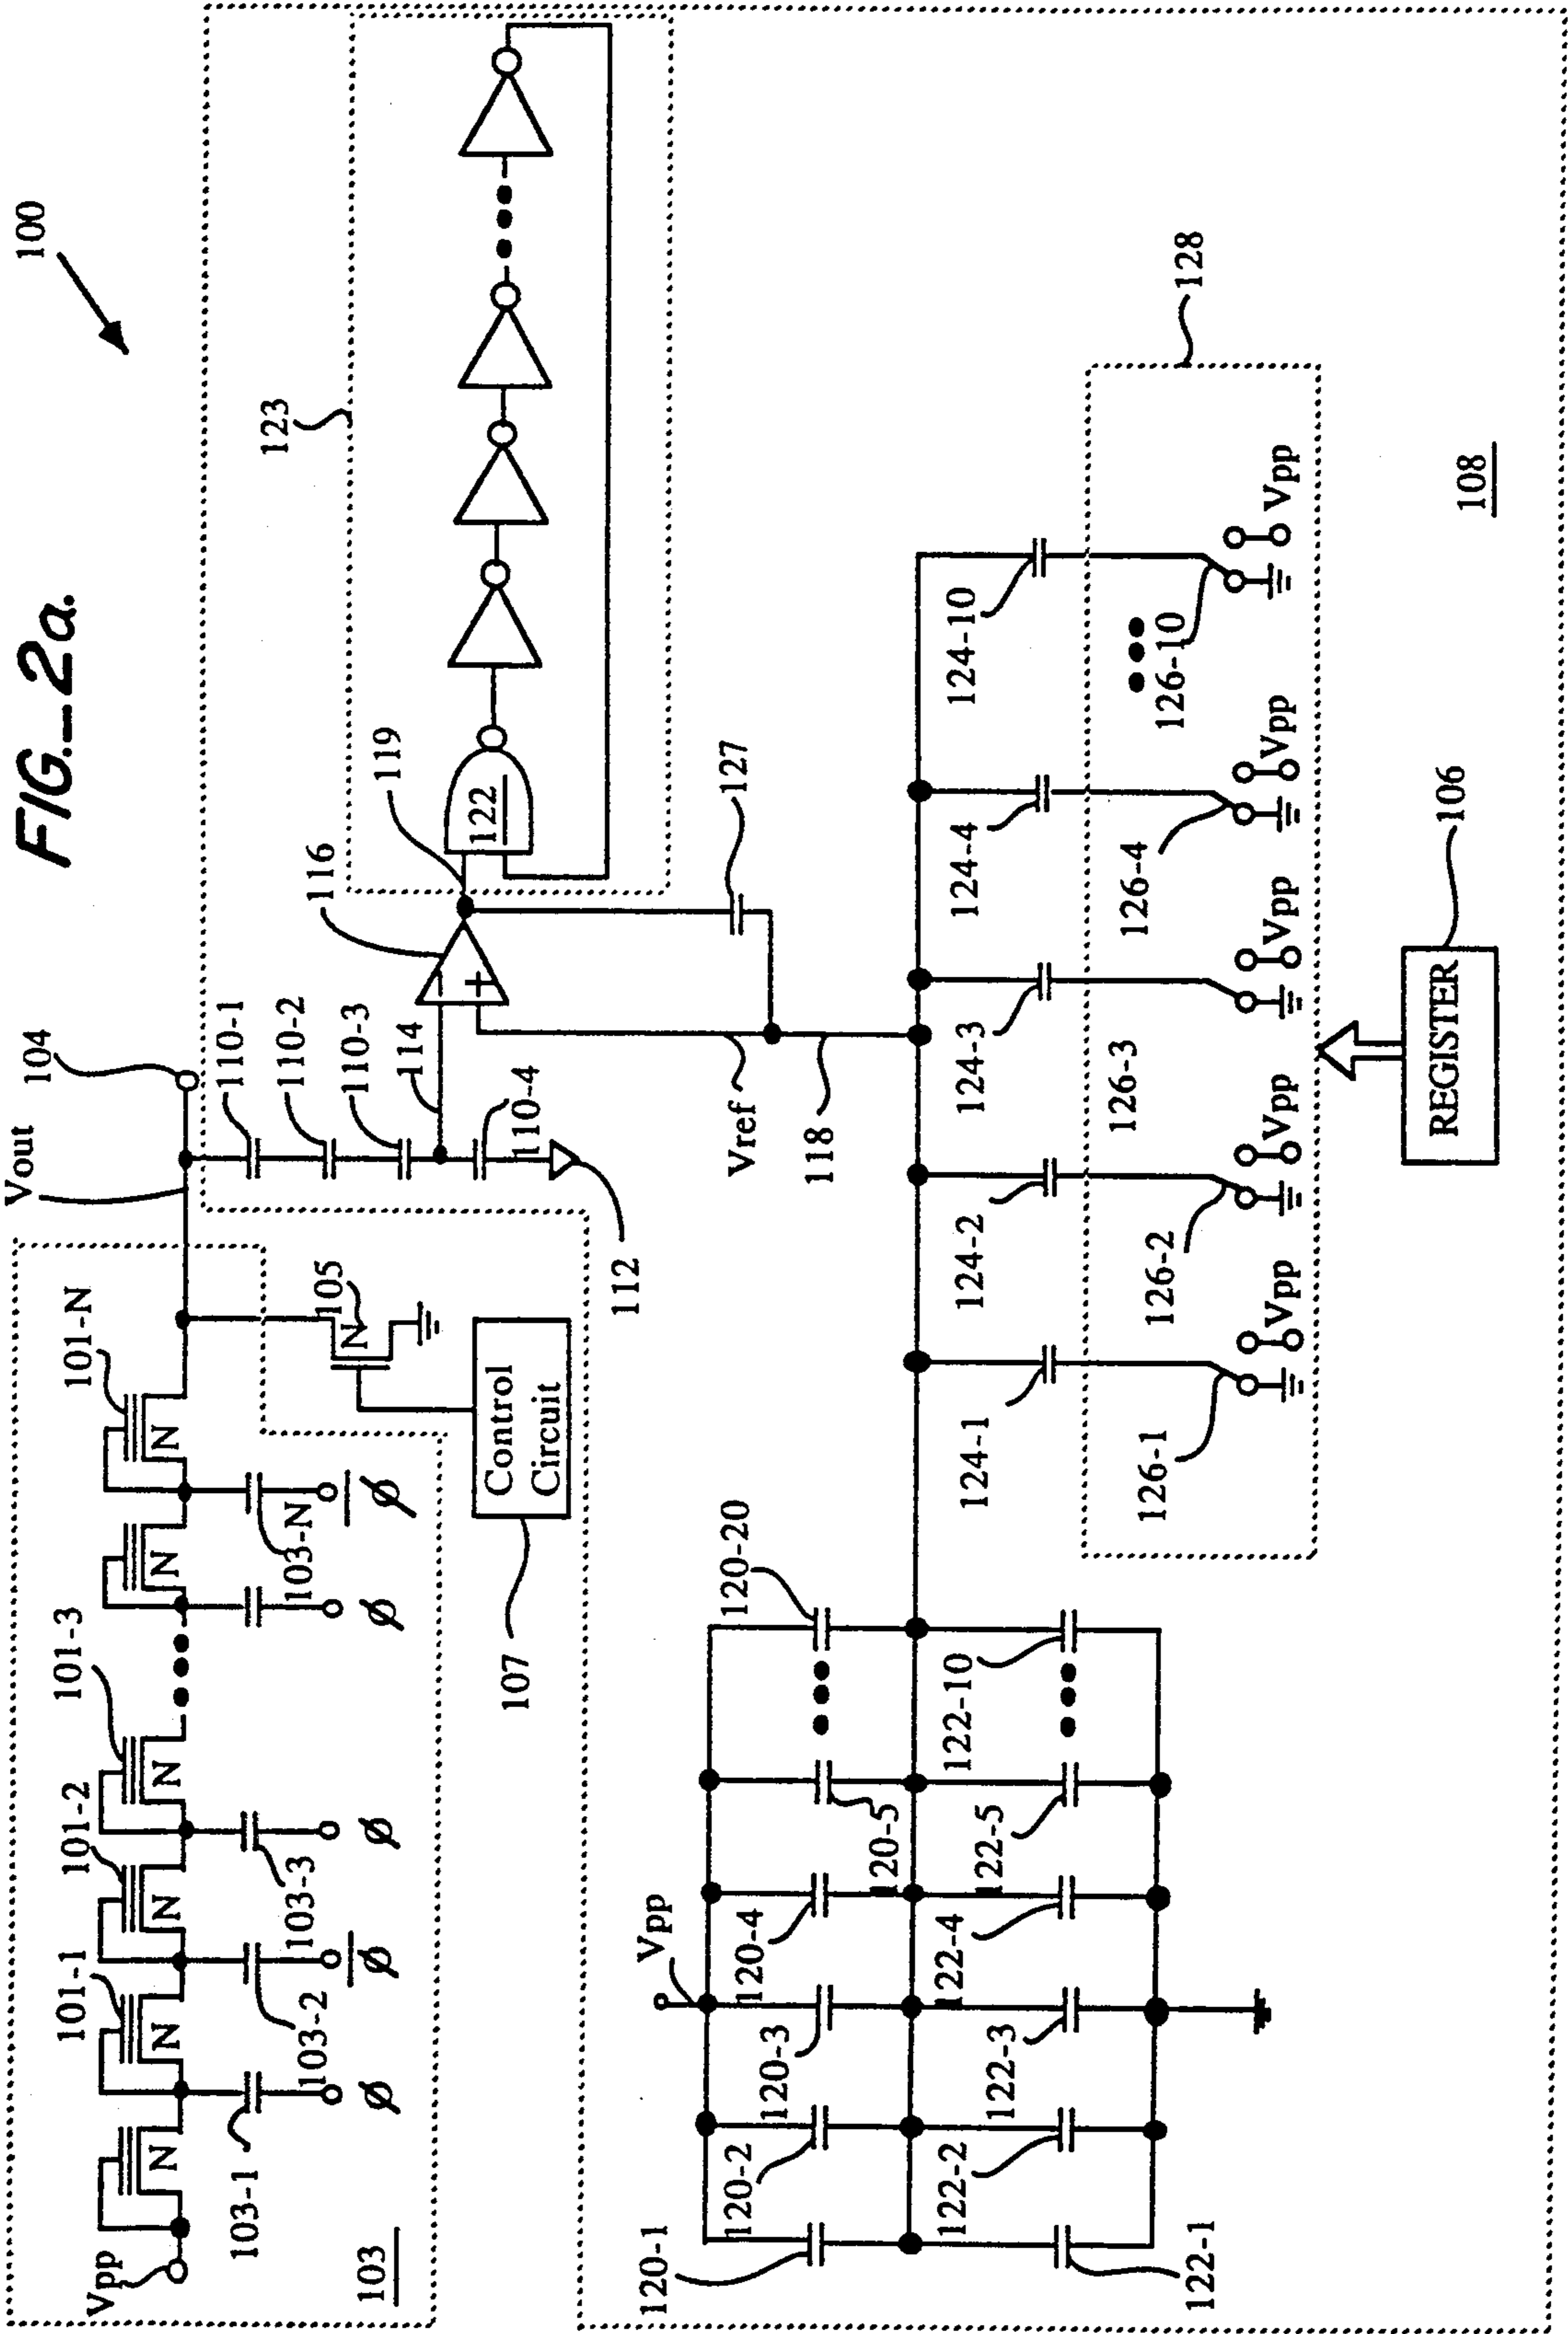 FIG._2a.
100
Vpp
101-1
101-2
101-3
101-N
N
N
N
N
N
N
103-1
103-2
103-3
103-N
Ø
Ø
Ø
Ø
Ø
103
Vout
104
105
N
Control
Circuit
107
110-1
110-2
110-3
110-4
112
114
116
−
+
119
122
123
127
Vref
118
Vpp
120-1
120-2
120-3
120-4
120-5
120-20
122-1
122-2
122-3
122-4
122-5
122-10
124-1
124-2
124-3
124-4
124-10
126-1
126-2
126-3
126-4
126-10
Vpp
Vpp
Vpp
Vpp
Vpp
128
REGISTER
106
108